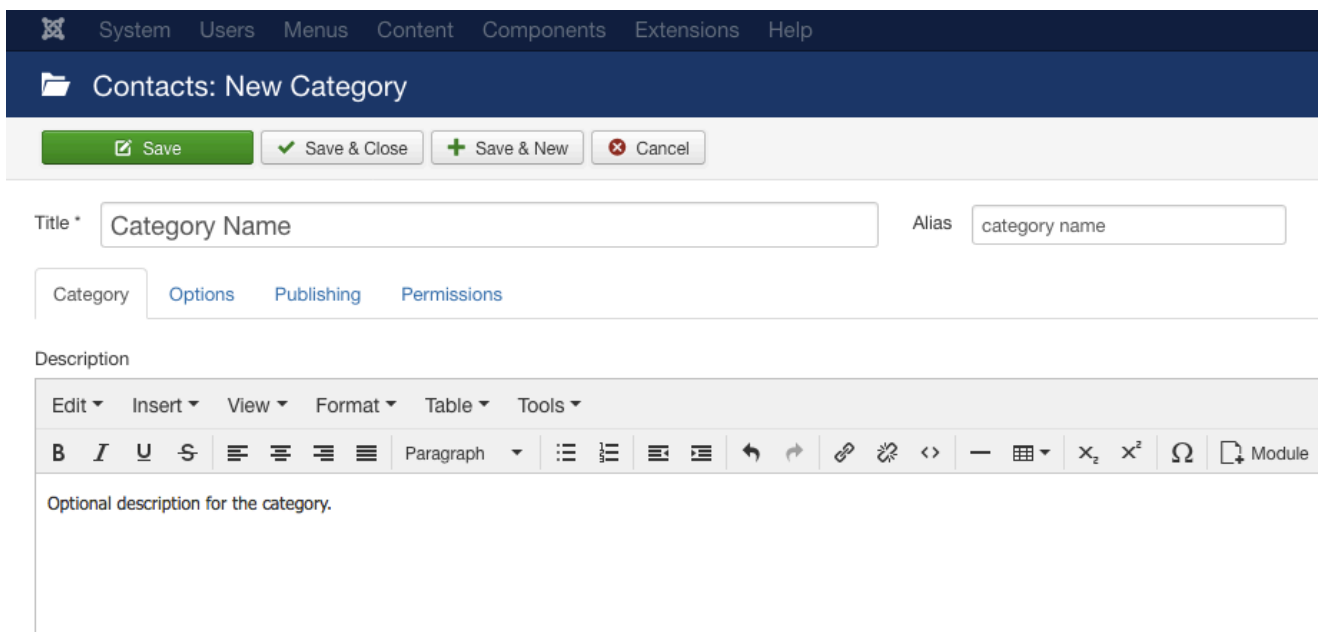 System Users Menus Content Components Extensions Help
Contacts: New Category
Save Save & Close Save & New Cancel
Title * Category Name Alias category name
Category Options Publishing Permissions
Description
Edit Insert View Format Table Tools
B I U S Paragraph <> X₂ X² Ω Module
Optional description for the category.